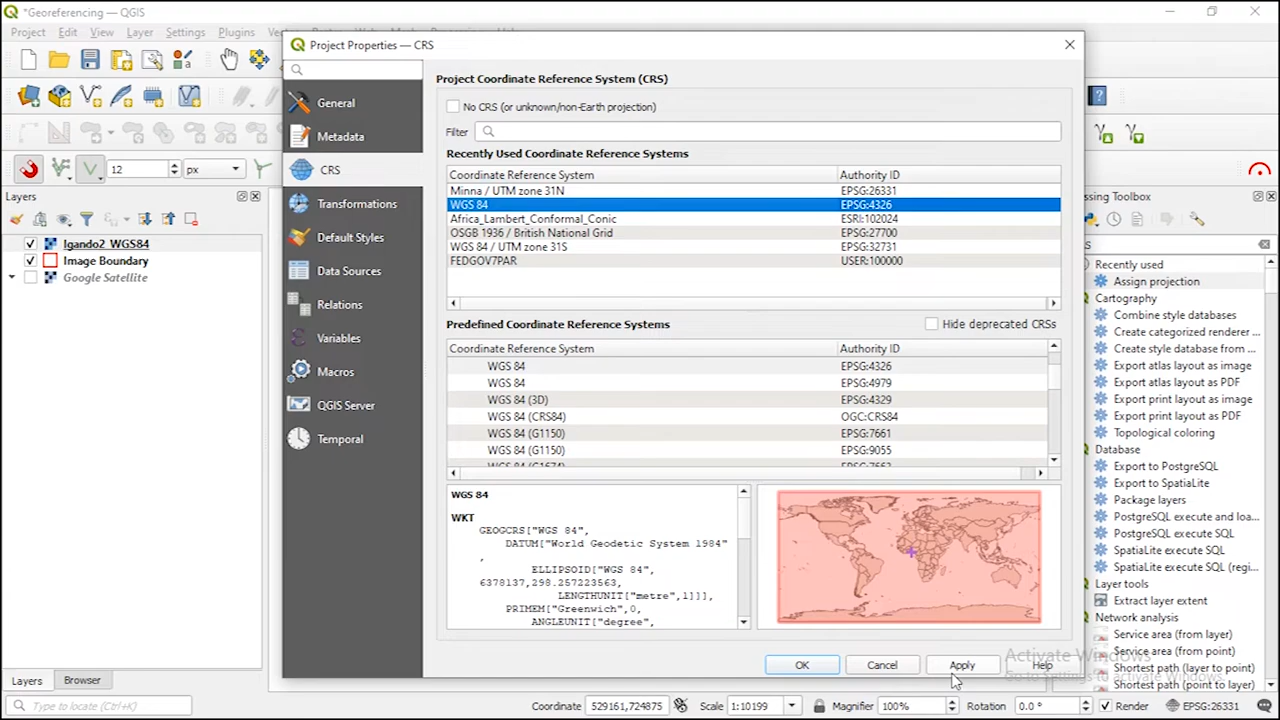 *Georeferencing — QGIS
Project Edit View Layer Settings Plugins
Project Properties — CRS
General
Metadata
CRS
Transformations
Default Styles
Data Sources
Relations
Variables
Macros
QGIS Server
Temporal
Project Coordinate Reference System (CRS)
No CRS (or unknown/non-Earth projection)
Filter
Recently Used Coordinate Reference Systems
Coordinate Reference System Authority ID
Minna / UTM zone 31N EPSG:26331
WGS 84 EPSG:4326
Africa_Lambert_Conformal_Conic ESRI:102024
OSGB 1936 / British National Grid EPSG:27700
WGS 84 / UTM zone 31S EPSG:32731
FEDGOV7PAR USER:100000
Predefined Coordinate Reference Systems Hide deprecated CRSs
Coordinate Reference System Authority ID
WGS 84 EPSG:4326
WGS 84 EPSG:4979
WGS 84 (3D) EPSG:4329
WGS 84 (CRS84) OGC:CRS84
WGS 84 (G1150) EPSG:7661
WGS 84 (G1150) EPSG:9055
WGS 84
WKT
GEOGCRS["WGS 84",
DATUM["World Geodetic System 1984"
,
ELLIPSOID["WGS 84",
6378137,298.257223563,
LENGTHUNIT["metre",1]]],
PRIMEM["Greenwich",0,
ANGLEUNIT["degree",
OK Cancel Apply Help
12 px
Layers
Igando2_WGS84
Image Boundary
Google Satellite
Layers Browser
ssing Toolbox
s
Recently used
Assign projection
Cartography
Combine style databases
Create categorized renderer ...
Create style database from ...
Export atlas layout as image
Export atlas layout as PDF
Export print layout as image
Export print layout as PDF
Topological coloring
Database
Export to PostgreSQL
Export to SpatiaLite
Package layers
PostgreSQL execute and loa...
PostgreSQL execute SQL
SpatiaLite execute SQL
SpatiaLite execute SQL (regi...
Layer tools
Extract layer extent
Network analysis
Service area (from layer)
Service area (from point)
Shortest path (layer to point)
Shortest path (point to layer)
Activate Windows
Go to Settings to activate Windows.
Type to locate (Ctrl+K) Coordinate 529161,724875 Scale 1:10199 Magnifier 100% Rotation 0.0 ° Render EPSG:26331